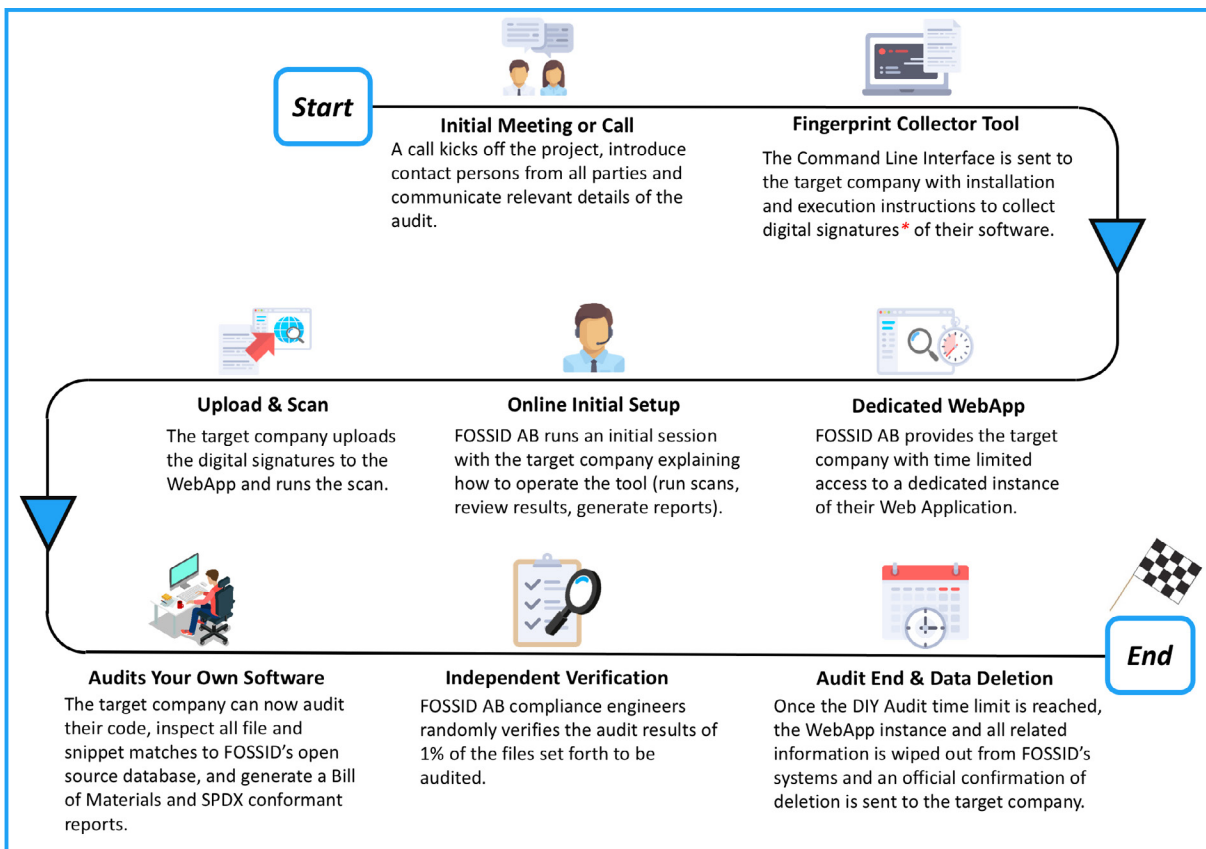 Start
Initial Meeting or Call
A call kicks off the project, introduce
contact persons from all parties and
communicate relevant details of the
audit.
Fingerprint Collector Tool
The Command Line Interface is sent to
the target company with installation
and execution instructions to collect
digital signatures* of their software.
Dedicated WebApp
FOSSID AB provides the target
company with time limited
access to a dedicated instance
of their Web Application.
Online Initial Setup
FOSSID AB runs an initial session
with the target company explaining
how to operate the tool (run scans,
review results, generate reports).
Upload & Scan
The target company uploads
the digital signatures to the
WebApp and runs the scan.
Audits Your Own Software
The target company can now audit
their code, inspect all file and
snippet matches to FOSSID’s open
source database, and generate a Bill
of Materials and SPDX conformant
reports.
Independent Verification
FOSSID AB compliance engineers
randomly verifies the audit results of
1% of the files set forth to be
audited.
Audit End & Data Deletion
Once the DIY Audit time limit is reached,
the WebApp instance and all related
information is wiped out from FOSSID’s
systems and an official confirmation of
deletion is sent to the target company.
End